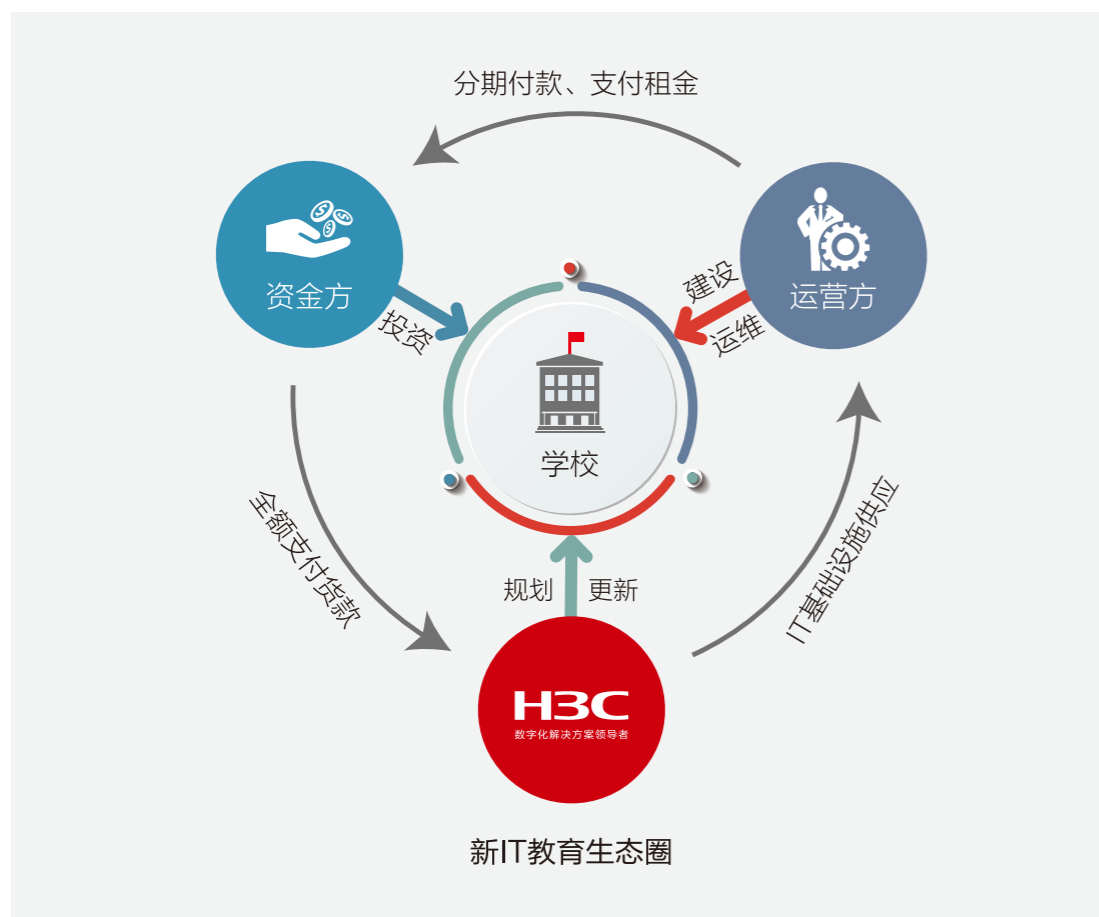 分期付款、支付租金
资金方
运营方
投资
建设
运维
学校
全额支付货款
IT基础设施供应
规划
更新
H3C
数字化解决方案领导者
新IT教育生态圈